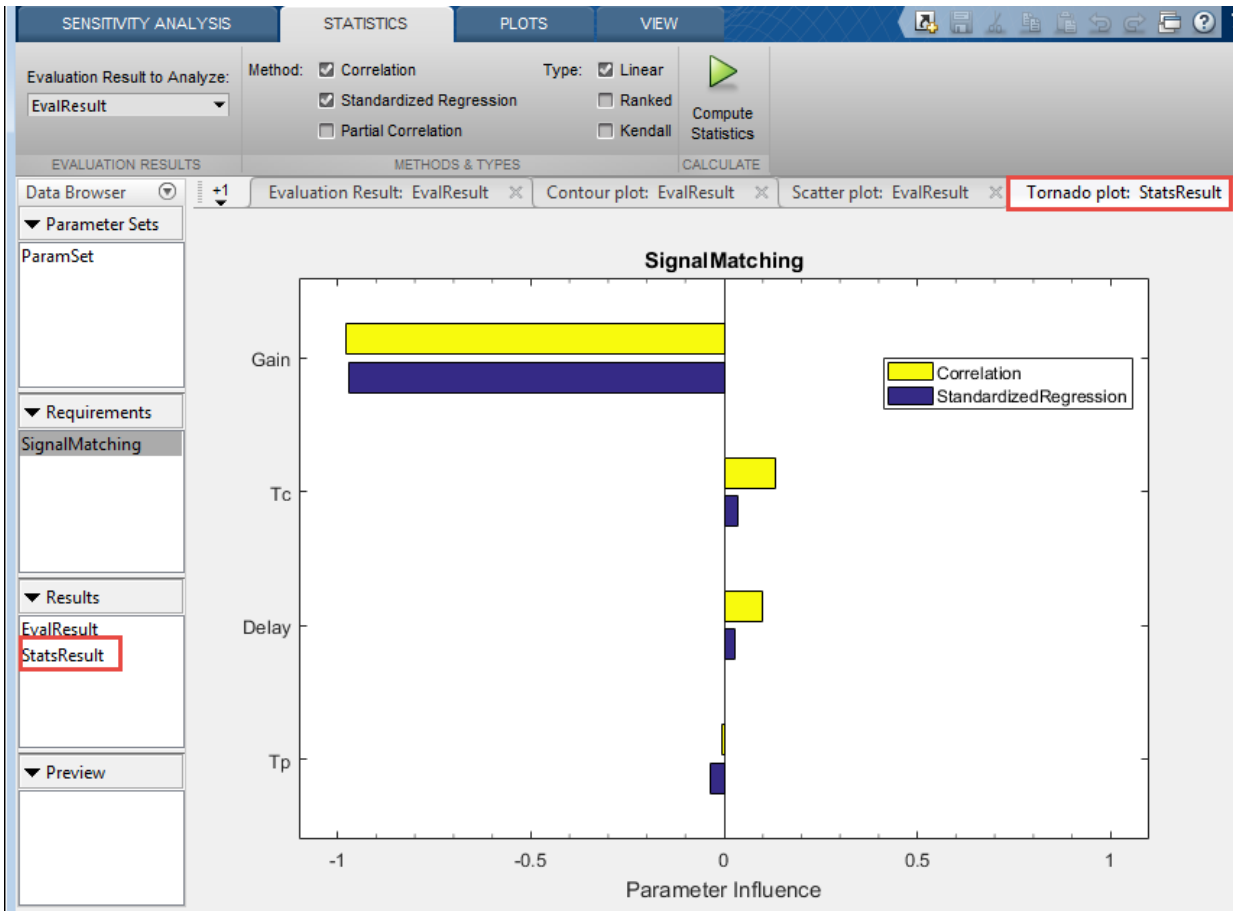 SENSITIVITY ANALYSIS STATISTICS PLOTS VIEW
Evaluation Result to Analyze:
EvalResult
Method: Correlation
Standardized Regression
Partial Correlation
Type: Linear
Ranked
Kendall
Compute
Statistics
EVALUATION RESULTS METHODS & TYPES CALCULATE
Data Browser
+1
Evaluation Result: EvalResult Contour plot: EvalResult Scatter plot: EvalResult Tornado plot: StatsResult
Parameter Sets
ParamSet
Requirements
SignalMatching
Results
EvalResult
StatsResult
Preview
SignalMatching
Gain
Tc
Delay
Tp
Correlation
StandardizedRegression
-1 -0.5 0 0.5 1
Parameter Influence